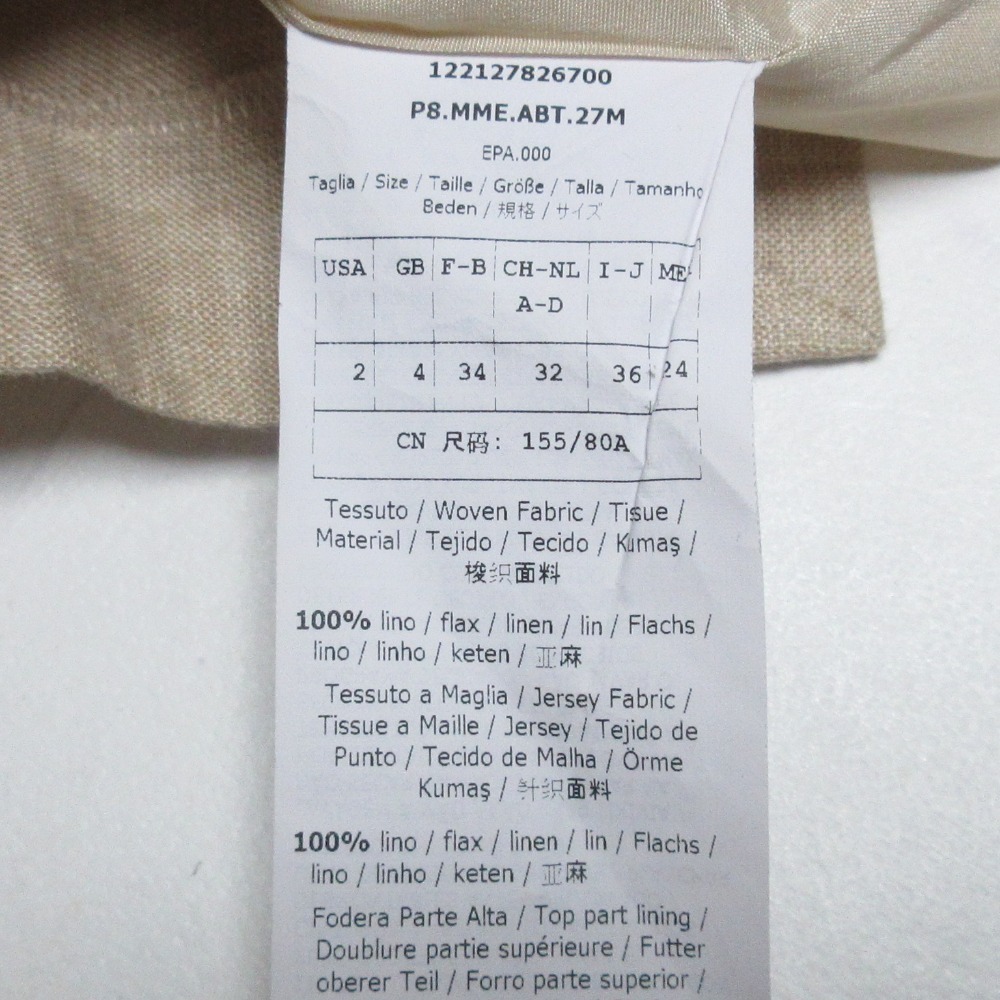 122127826700
P8.MME.ABT.27M
EPA.000
Taglia / Size / Taille / Größe / Talla / Tamanho
Beden / 規格 / サイズ
USA GB F-B CH-NL I-J ME-
A-D
2 4 34 32 36 24
CN 尺码: 155/80A
Tessuto / Woven Fabric / Tisue /
Material / Tejido / Tecido / Kumaş /
梭织面料
100% lino / flax / linen / lin / Flachs /
lino / linho / keten / 亚麻
Tessuto a Maglia / Jersey Fabric /
Tissue a Maille / Jersey / Tejido de
Punto / Tecido de Malha / Örme
Kumaş / 针织面料
100% lino / flax / linen / lin / Flachs /
lino / linho / keten / 亚麻
Fodera Parte Alta / Top part lining /
Doublure partie supérieure / Futter
oberer Teil / Forro parte superior /